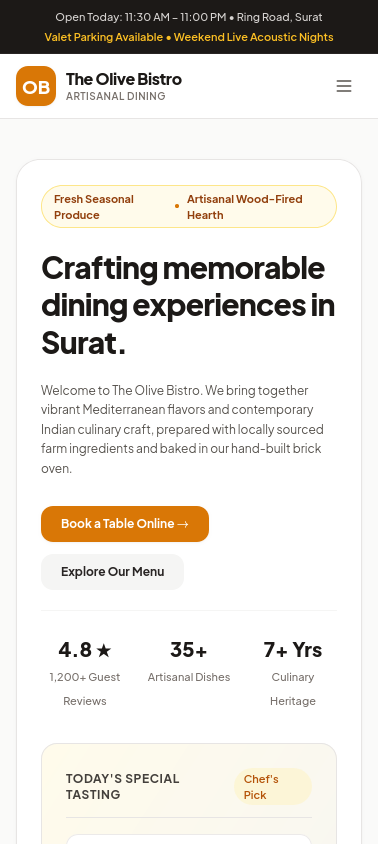 Open Today: 11:30 AM – 11:00 PM • Ring Road, Surat
Valet Parking Available • Weekend Live Acoustic Nights
OB
The Olive Bistro
ARTISANAL DINING
Fresh Seasonal Produce • Artisanal Wood-Fired Hearth
Crafting memorable
dining experiences in
Surat.
Welcome to The Olive Bistro. We bring together
vibrant Mediterranean flavors and contemporary
Indian culinary craft, prepared with locally sourced
farm ingredients and baked in our hand-built brick
oven.
Book a Table Online →
Explore Our Menu
4.8 ★
1,200+ Guest
Reviews
35+
Artisanal Dishes
7+ Yrs
Culinary
Heritage
TODAY'S SPECIAL
TASTING
Chef's
Pick